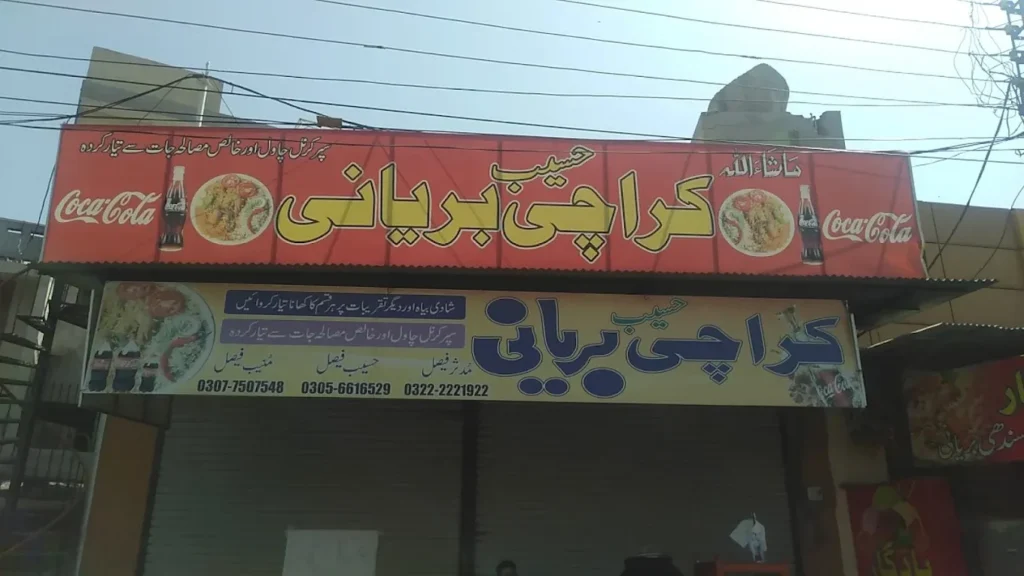 ماشاءاللہ
حسیب
کراچی بریانی
سپر کرنل چاول اور خالص مصالحہ جات سے تیار کردہ
Coca-Cola
Coca-Cola
حسیب
کراچی بریانی
شادی بیاہ اور دیگر تقریبات پر ہر قسم کا کھانا تیار کروائیں
سپر کرنل چاول اور خالص مصالحہ جات سے تیار کردہ
مدثر فیصل حسیب فیصل منیب فیصل
0322-2221922 0305-6616529 0307-7507548
سندھی بریانی